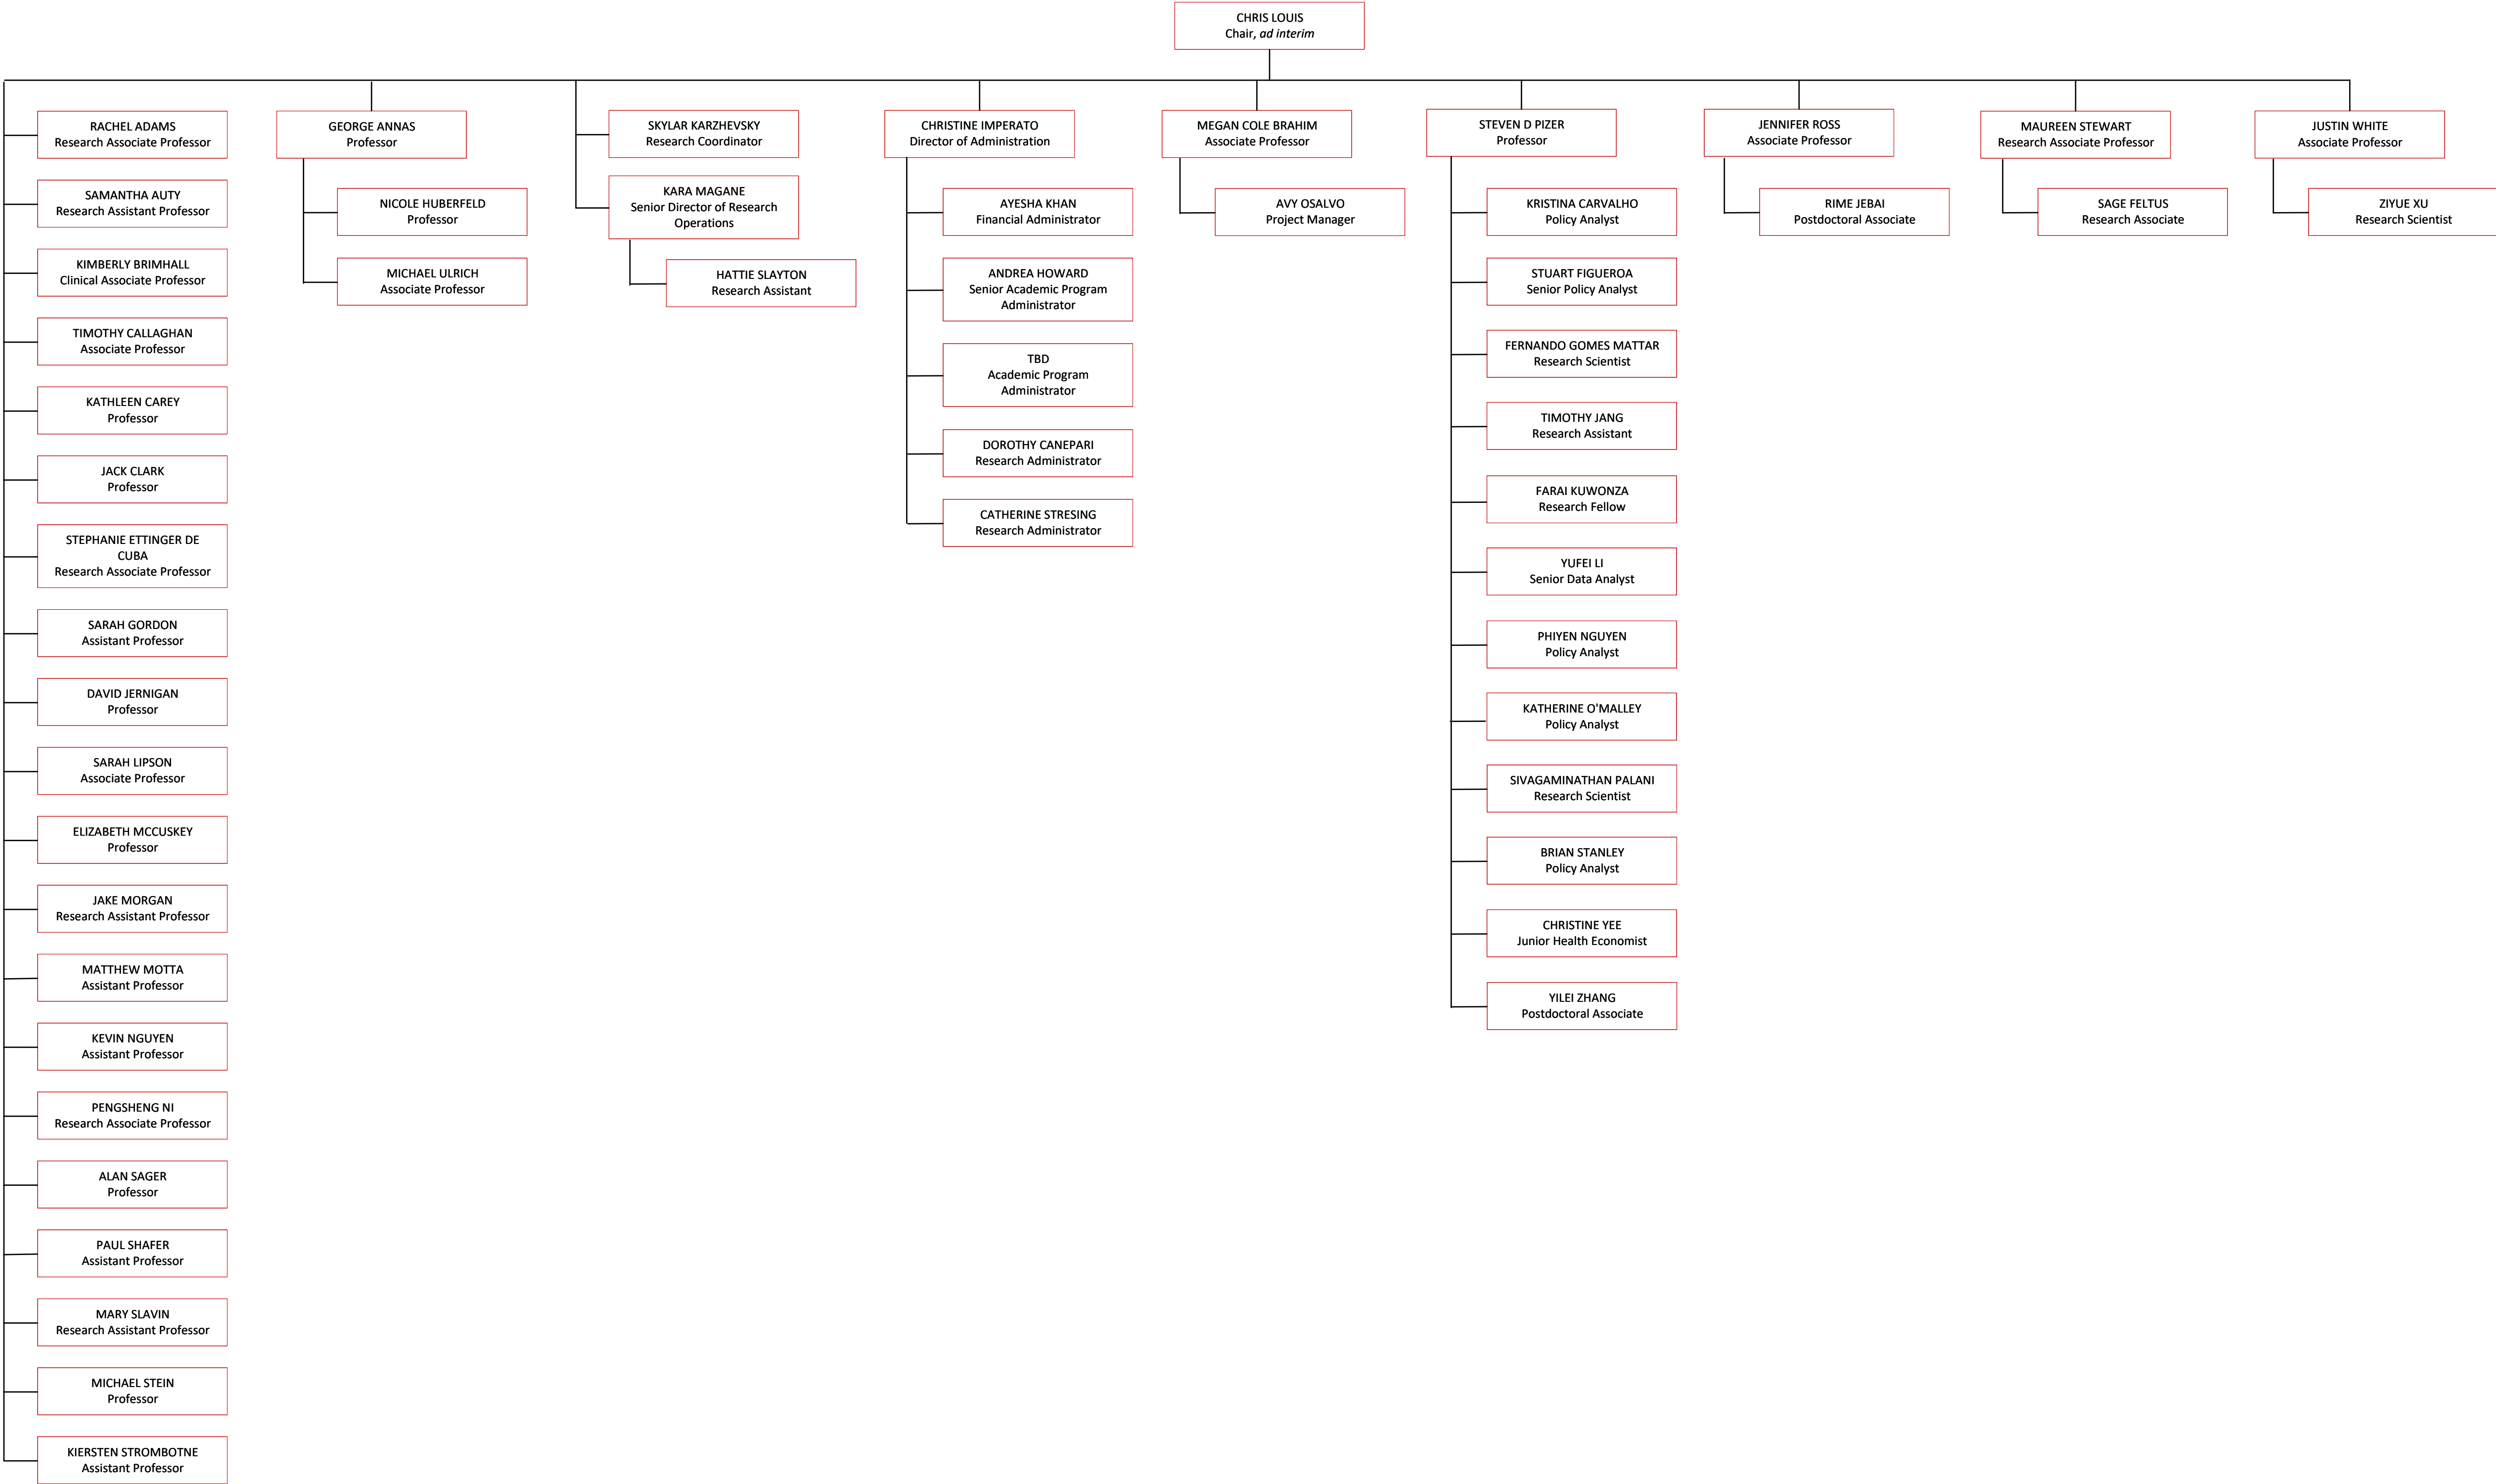 CHRIS LOUIS
Chair, ad interim
RACHEL ADAMS
Research Associate Professor
SAMANTHA AUTY
Research Assistant Professor
KIMBERLY BRIMHALL
Clinical Associate Professor
TIMOTHY CALLAGHAN
Associate Professor
KATHLEEN CAREY
Professor
JACK CLARK
Professor
STEPHANIE ETTINGER DE
CUBA
Research Associate Professor
SARAH GORDON
Assistant Professor
DAVID JERNIGAN
Professor
SARAH LIPSON
Associate Professor
ELIZABETH MCCUSKEY
Professor
JAKE MORGAN
Research Assistant Professor
MATTHEW MOTTA
Assistant Professor
KEVIN NGUYEN
Assistant Professor
PENGSHENG NI
Research Associate Professor
ALAN SAGER
Professor
PAUL SHAFER
Assistant Professor
MARY SLAVIN
Research Assistant Professor
MICHAEL STEIN
Professor
KIERSTEN STROMBOTNE
Assistant Professor
GEORGE ANNAS
Professor
NICOLE HUBERFELD
Professor
MICHAEL ULRICH
Associate Professor
SKYLAR KARZHEVSKY
Research Coordinator
KARA MAGANE
Senior Director of Research
Operations
HATTIE SLAYTON
Research Assistant
CHRISTINE IMPERATO
Director of Administration
AYESHA KHAN
Financial Administrator
ANDREA HOWARD
Senior Academic Program
Administrator
TBD
Academic Program
Administrator
DOROTHY CANEPARI
Research Administrator
CATHERINE STRESING
Research Administrator
MEGAN COLE BRAHIM
Associate Professor
AVY OSALVO
Project Manager
STEVEN D PIZER
Professor
KRISTINA CARVALHO
Policy Analyst
STUART FIGUEROA
Senior Policy Analyst
FERNANDO GOMES MATTAR
Research Scientist
TIMOTHY JANG
Research Assistant
FARAI KUWONZA
Research Fellow
YUFEI LI
Senior Data Analyst
PHIYEN NGUYEN
Policy Analyst
KATHERINE O'MALLEY
Policy Analyst
SIVAGAMINATHAN PALANI
Research Scientist
BRIAN STANLEY
Policy Analyst
CHRISTINE YEE
Junior Health Economist
YILEI ZHANG
Postdoctoral Associate
JENNIFER ROSS
Associate Professor
RIME JEBAI
Postdoctoral Associate
MAUREEN STEWART
Research Associate Professor
SAGE FELTUS
Research Associate
JUSTIN WHITE
Associate Professor
ZIYUE XU
Research Scientist